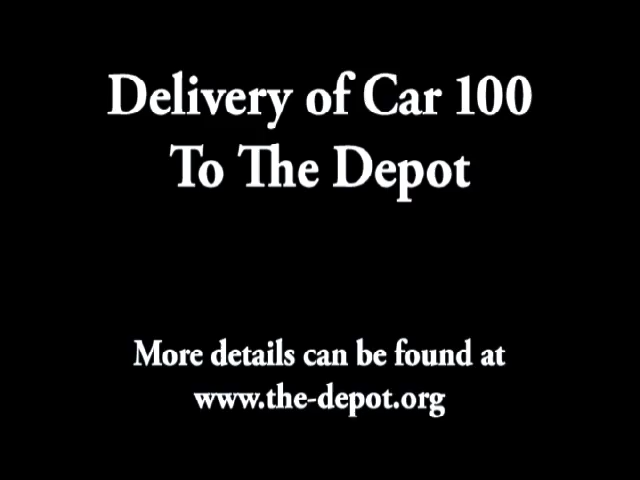 Delivery of Car 100
To The Depot
More details can be found at
www.the-depot.org